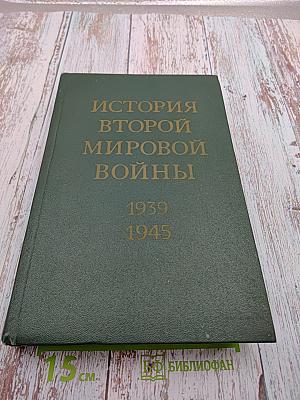 ИСТОРИЯ
ВТОРОЙ
МИРОВОЙ
ВОЙНЫ
1939
1945
15 см.
БИБЛИОФАН